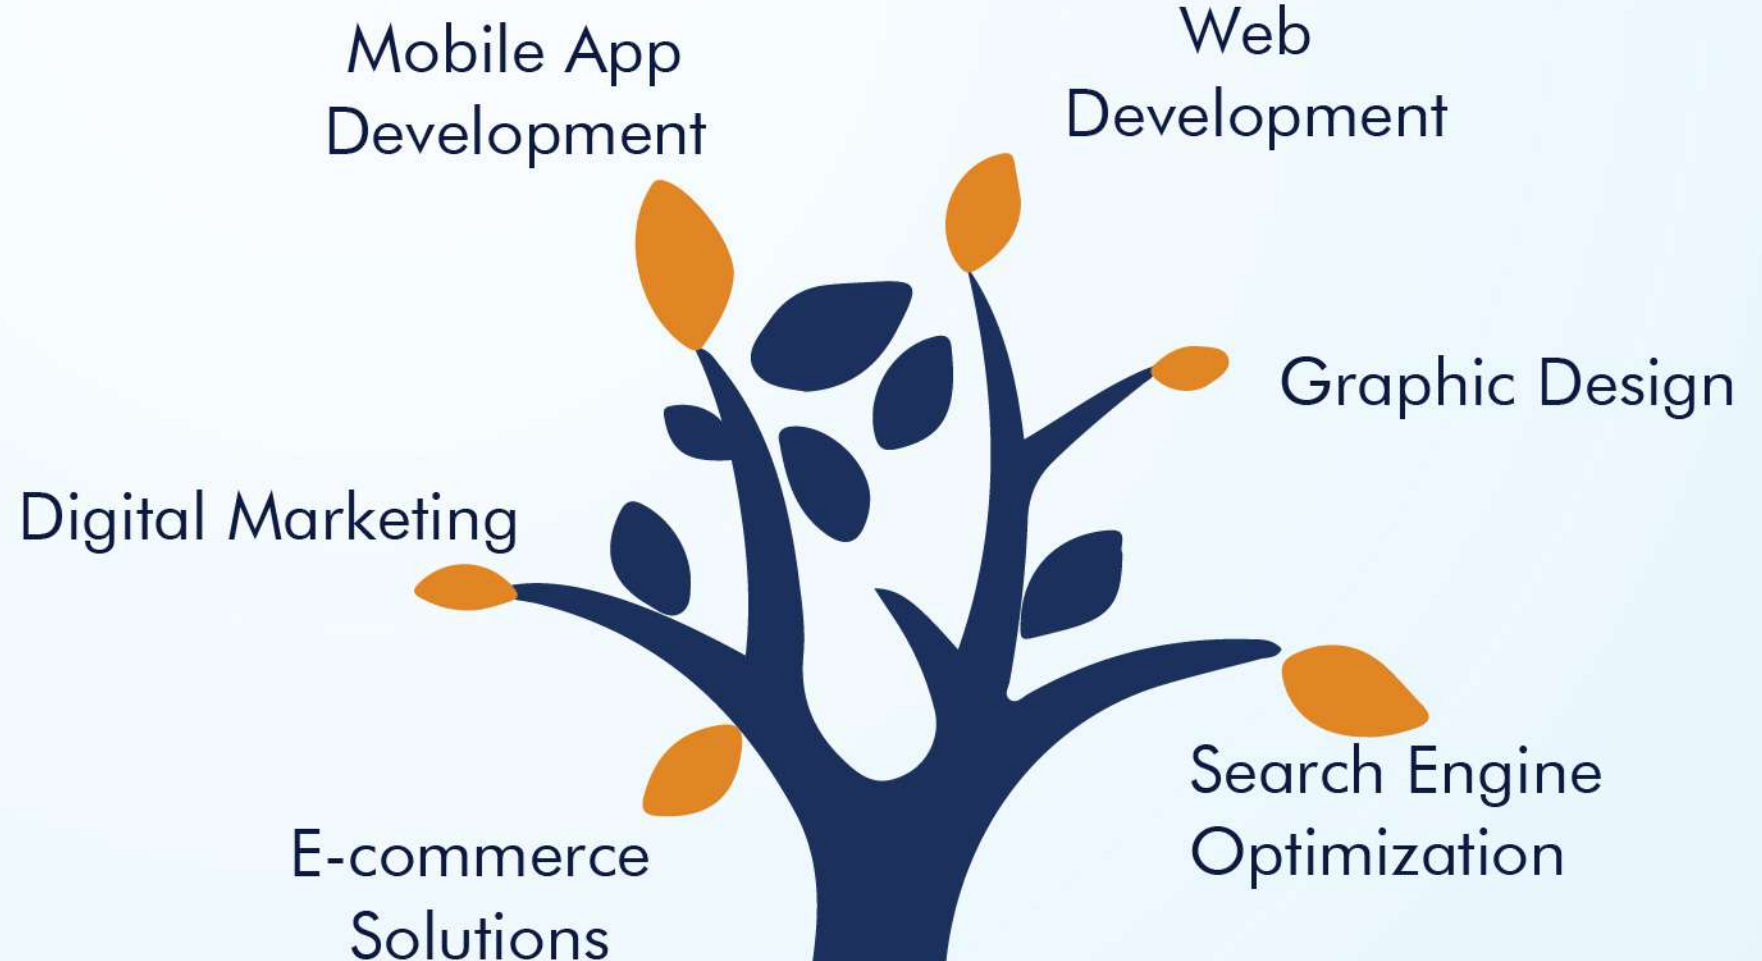 Mobile App
Development
Web
Development
Graphic Design
Digital Marketing
Search Engine
Optimization
E-commerce
Solutions